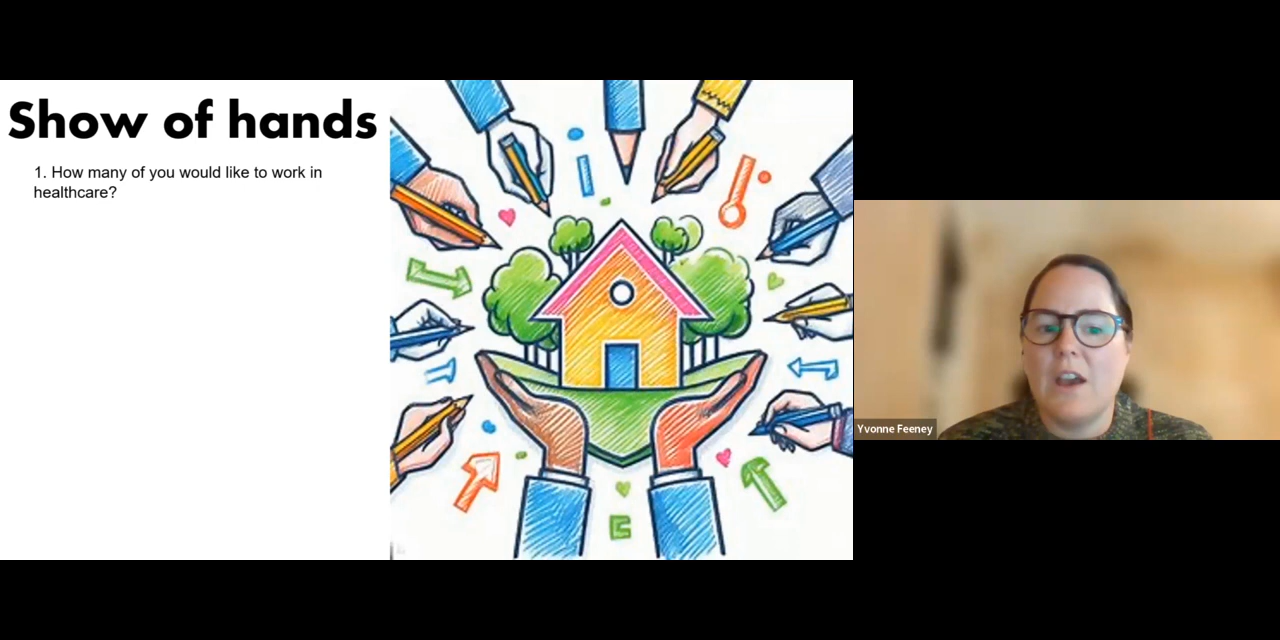 Show of hands
1. How many of you would like to work in
healthcare?
Yvonne Feeney